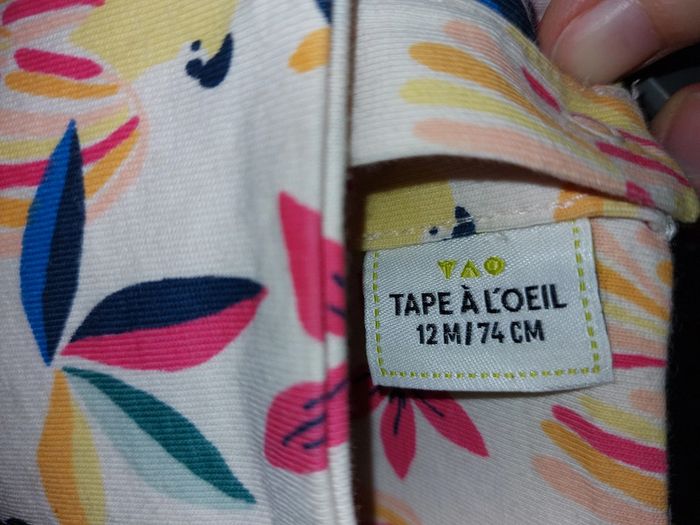 TAO
TAPE À L'OEIL
12 M/74 CM